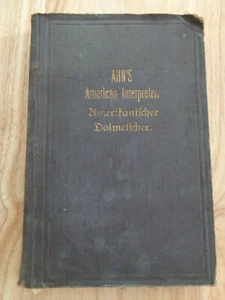 AHN'S
American Interpreter.
Amerikanischer
Dolmetscher.